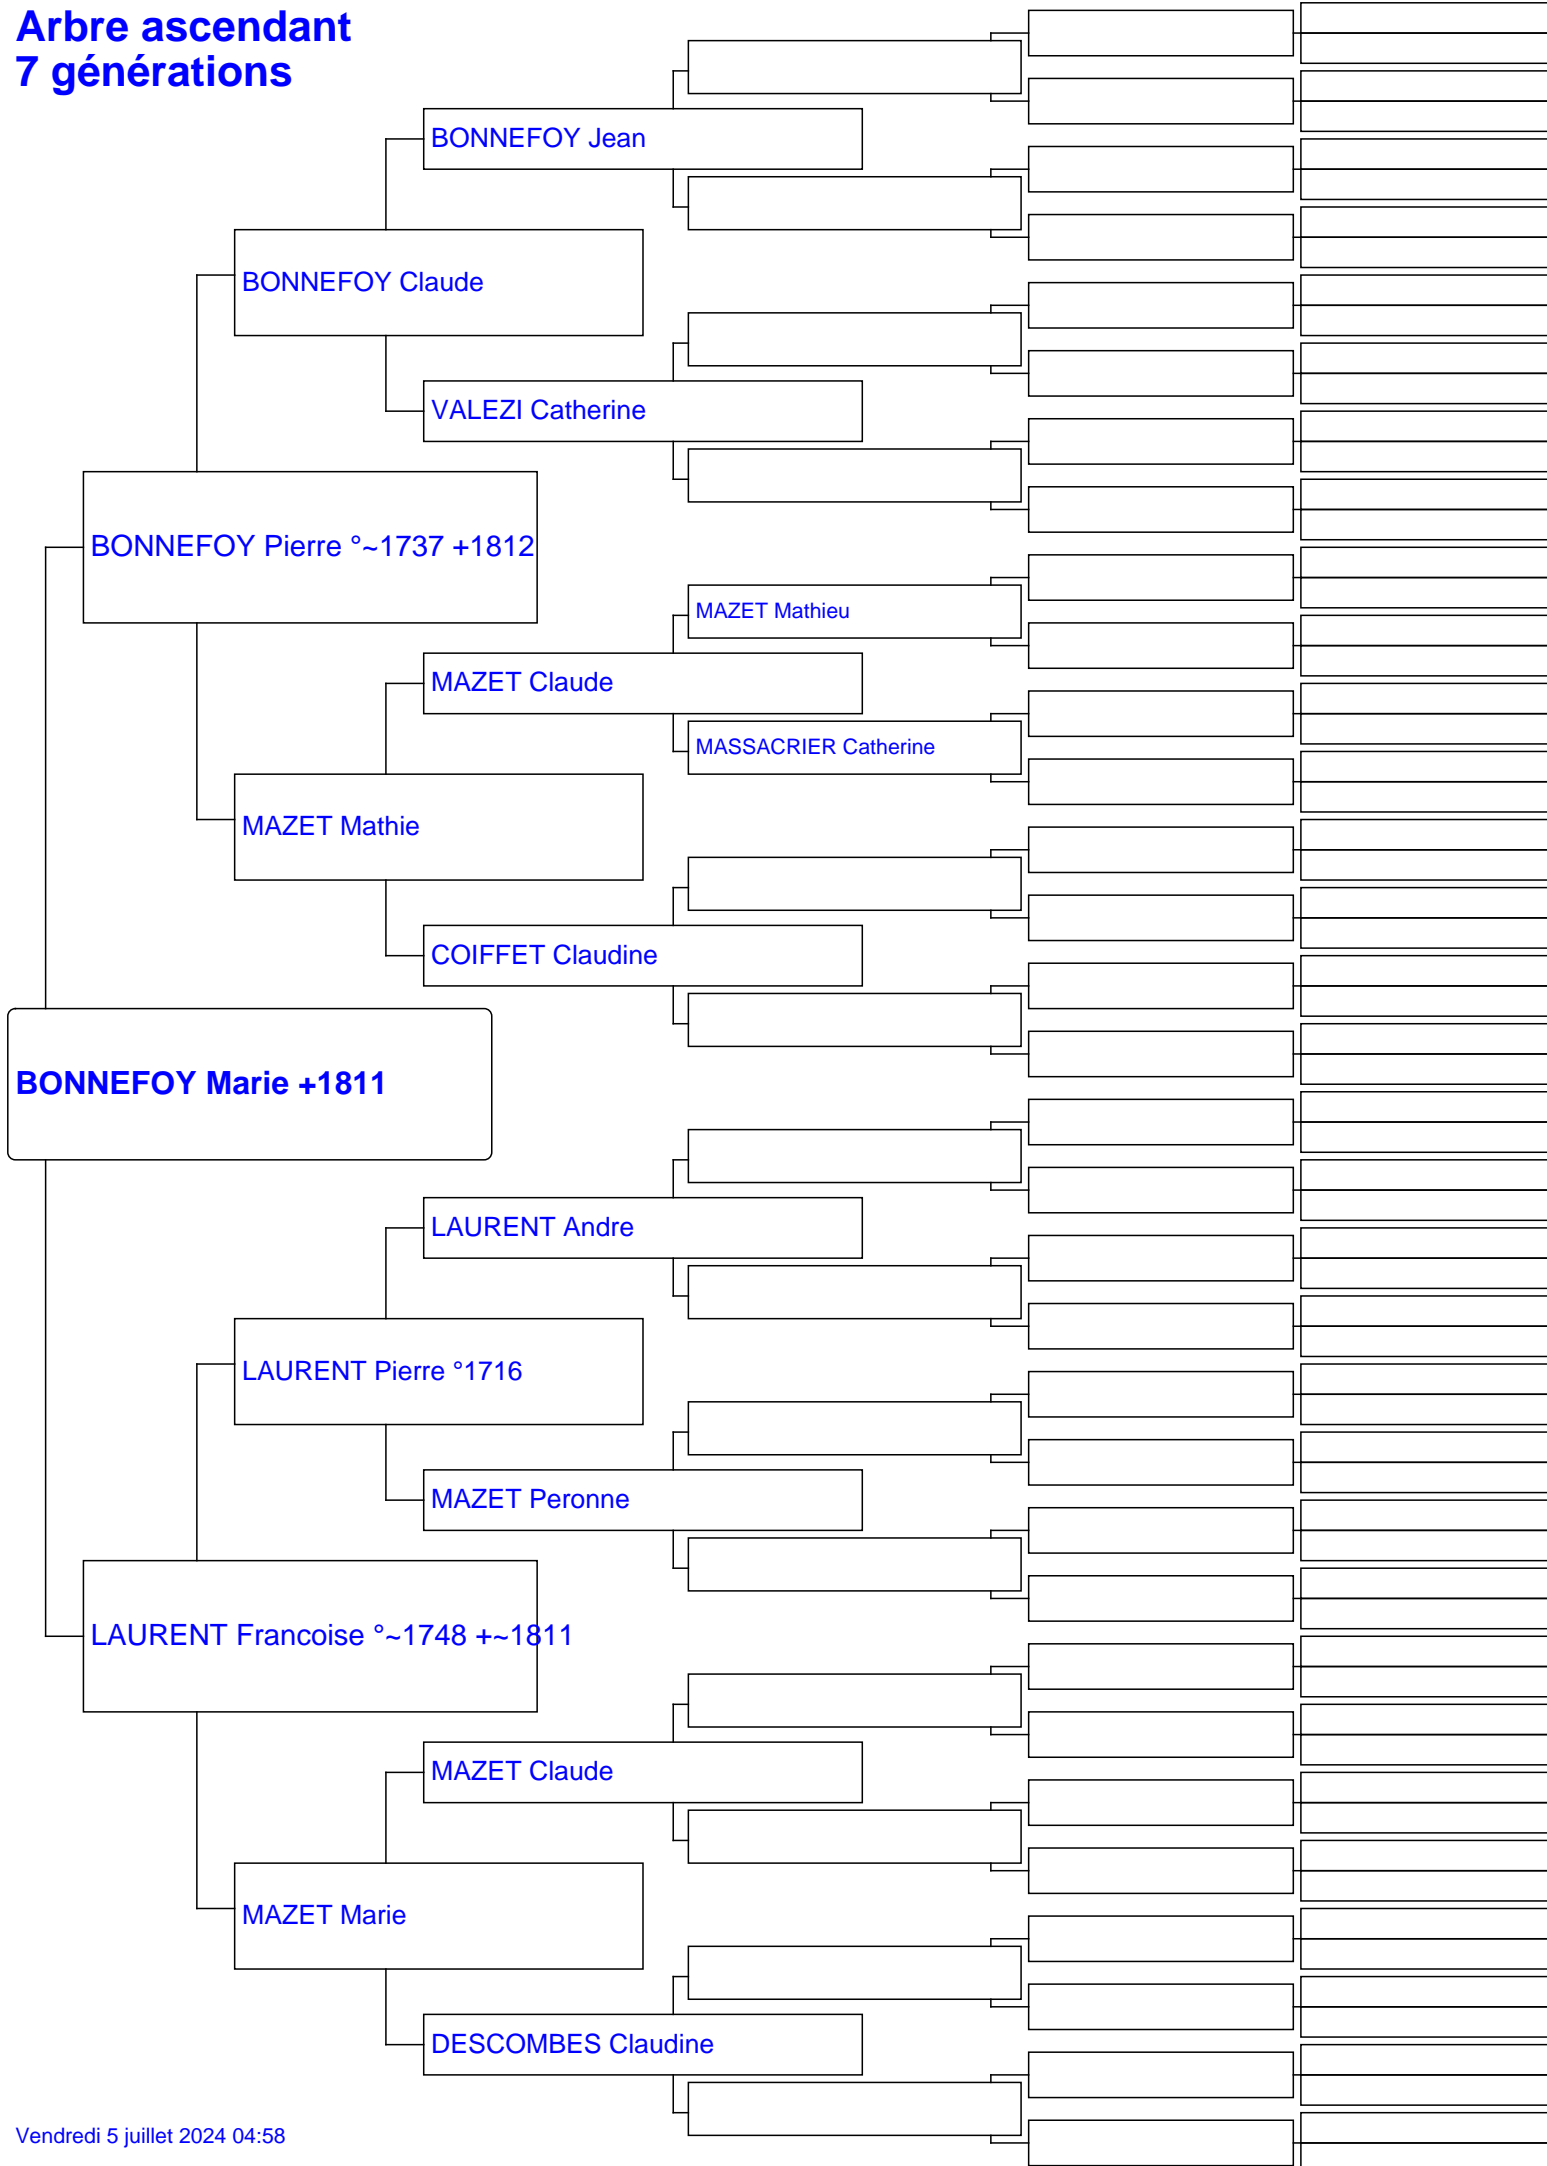 Arbre ascendant
7 générations
BONNEFOY Jean
BONNEFOY Claude
VALEZI Catherine
BONNEFOY Pierre °~1737 +1812
MAZET Mathieu
MAZET Claude
MASSACRIER Catherine
MAZET Mathie
COIFFET Claudine
BONNEFOY Marie +1811
LAURENT Andre
LAURENT Pierre °1716
MAZET Peronne
LAURENT Francoise °~1748 +~1811
MAZET Claude
MAZET Marie
DESCOMBES Claudine
Vendredi 5 juillet 2024 04:58